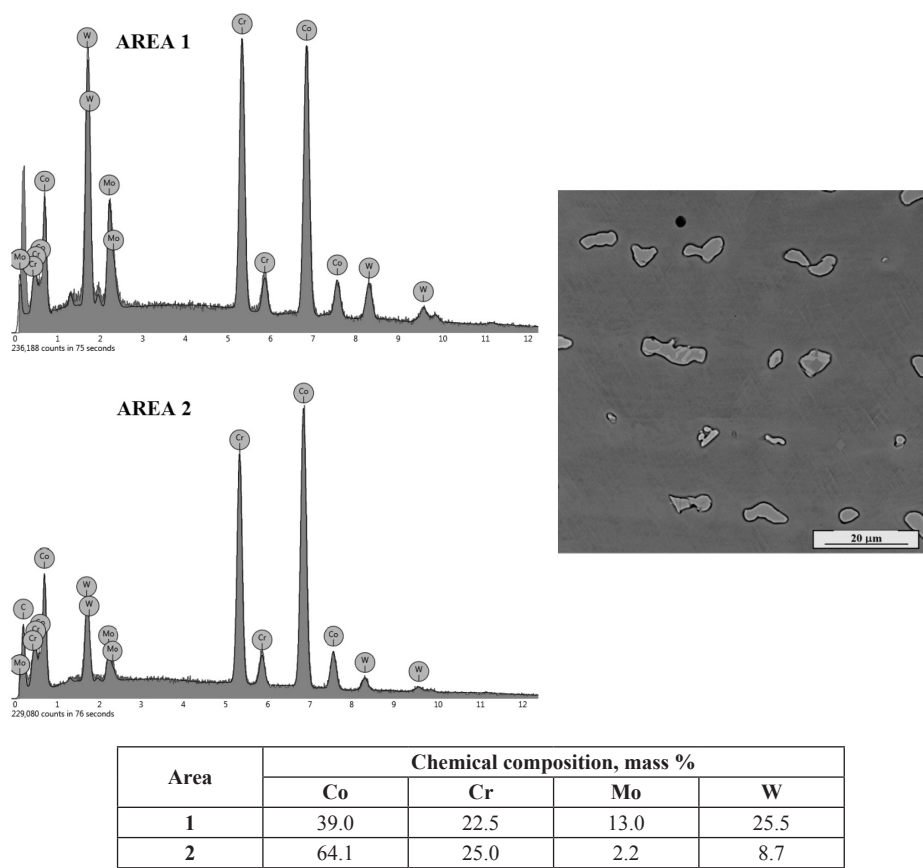 AREA 1
W
W
Co
Mo
Co
Cr
Cr
Mo
Mo
Cr
Cr
Co
Co
W
W
0 1 2 3 4 5 6 7 8 9 10 11 12
236,188 counts in 75 seconds
20 µm
AREA 2
C
Co
Co
Cr
Cr
Mo
W
W
Mo
Mo
Cr
Cr
Co
Co
W
W
0 1 2 3 4 5 6 7 8 9 10 11 12
229,080 counts in 76 seconds
Area
Chemical composition, mass %
Co Cr Mo W
1 39.0 22.5 13.0 25.5
2 64.1 25.0 2.2 8.7